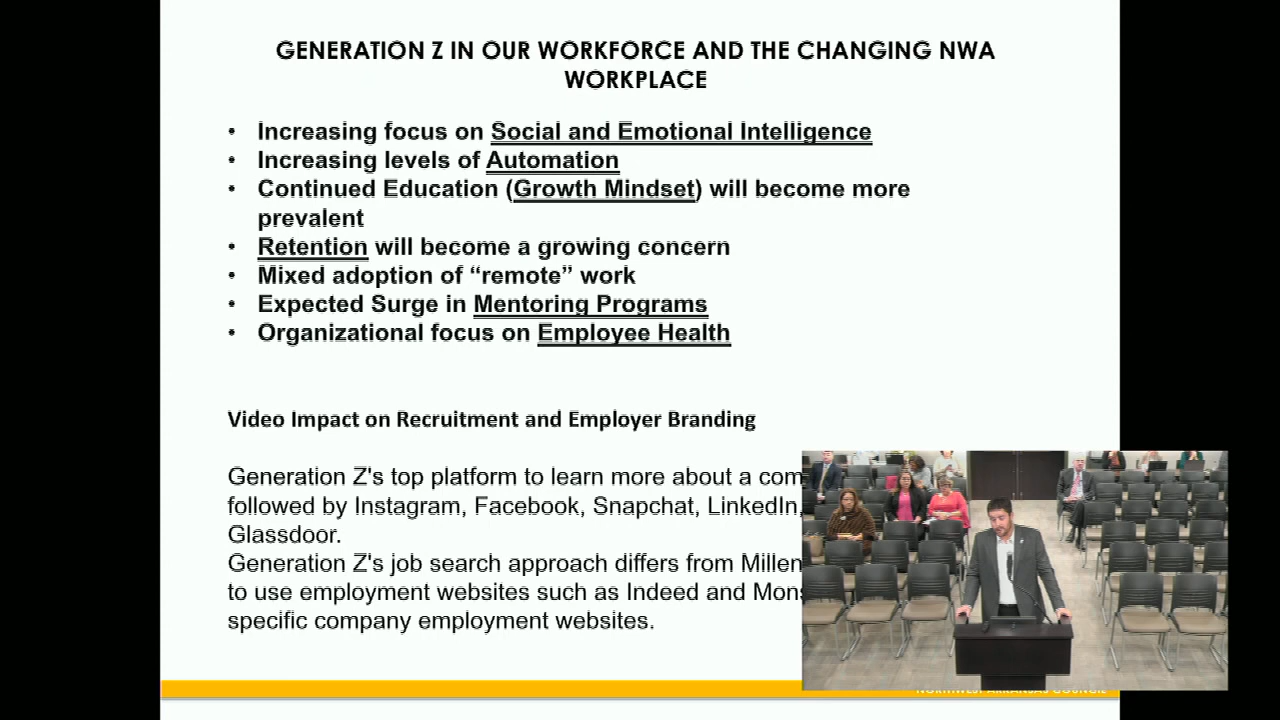 GENERATION Z IN OUR WORKFORCE AND THE CHANGING NWA
WORKPLACE
• Increasing focus on Social and Emotional Intelligence
• Increasing levels of Automation
• Continued Education (Growth Mindset) will become more
prevalent
• Retention will become a growing concern
• Mixed adoption of “remote” work
• Expected Surge in Mentoring Programs
• Organizational focus on Employee Health
Video Impact on Recruitment and Employer Branding
Generation Z's top platform to learn more about a
followed by Instagram, Facebook, Snapchat, LinkedIn,
Glassdoor.
Generation Z's job search approach differs from
to use employment websites such as Indeed and
specific company employment websites.
NORTHWEST ARKANSAS COUNCIL